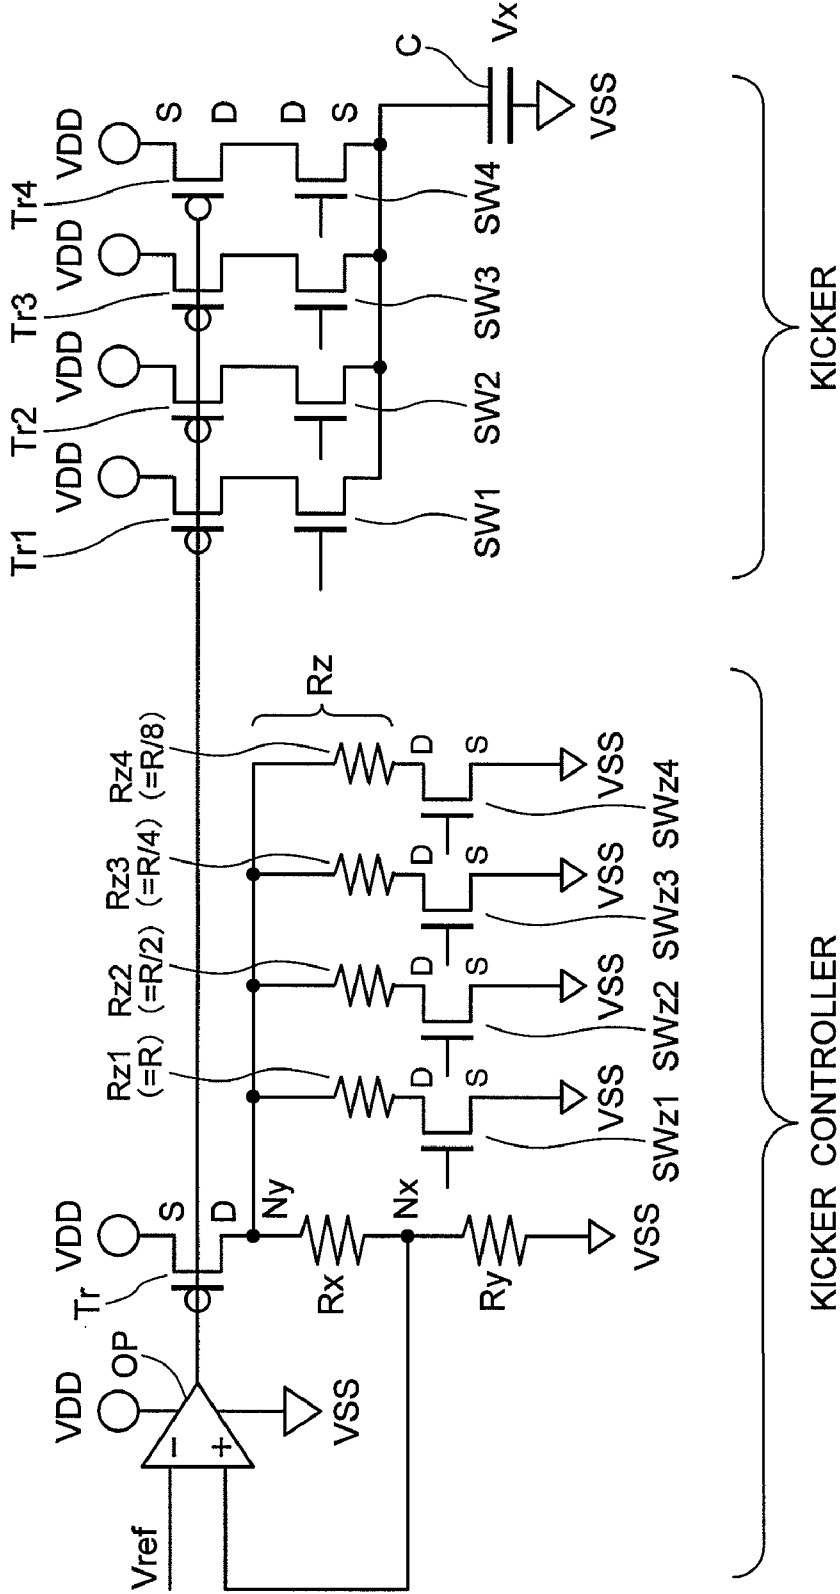 Vref
VDD
OP
−
+
VSS
VDD
Tr
S
D
Ny
Rx
Nx
Ry
VSS
Rz1
(=R)
Rz2
(=R/2)
Rz3
(=R/4)
Rz4
(=R/8)
Rz
D
S
D
S
D
S
D
S
SWz1
SWz2
SWz3
SWz4
VSS
VSS
VSS
VSS
KICKER CONTROLLER
Tr1
Tr2
Tr3
Tr4
VDD
VDD
VDD
VDD
S
D
D
S
SW1
SW2
SW3
SW4
C
Vx
VSS
KICKER